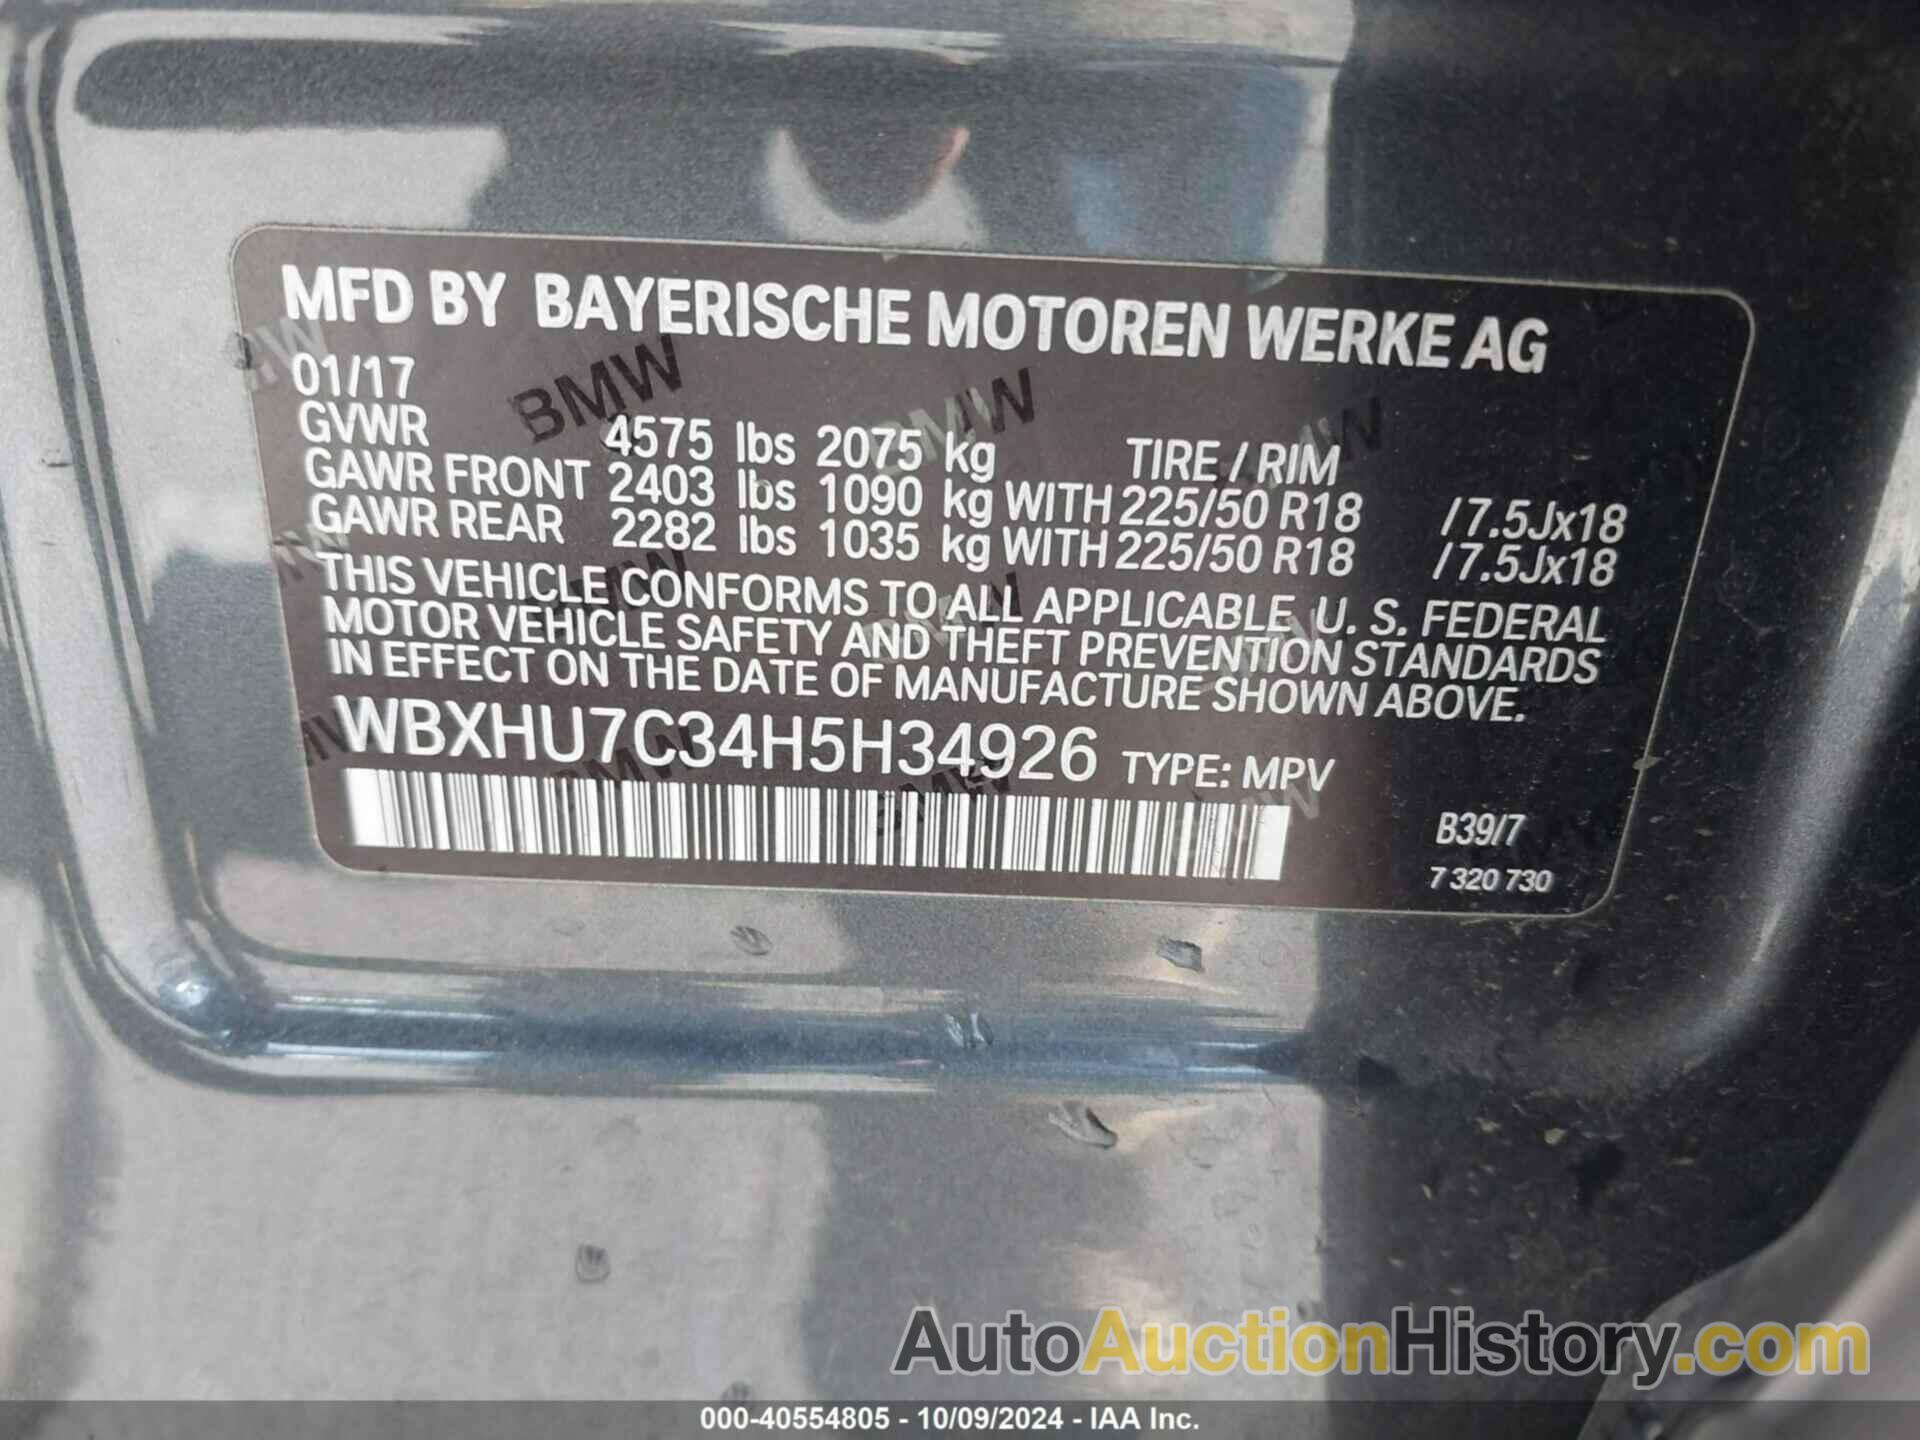 MFD BY BAYERISCHE MOTOREN WERKE AG
01/17
GVWR 4575 lbs 2075 kg TIRE / RIM
GAWR FRONT 2403 lbs 1090 kg WITH 225/50 R18 /7.5Jx18
GAWR REAR 2282 lbs 1035 kg WITH 225/50 R18 /7.5Jx18
THIS VEHICLE CONFORMS TO ALL APPLICABLE U. S. FEDERAL
MOTOR VEHICLE SAFETY AND THEFT PREVENTION STANDARDS
IN EFFECT ON THE DATE OF MANUFACTURE SHOWN ABOVE.
WBXHU7C34H5H34926 TYPE: MPV
B39/7
7 320 730
AutoAuctionHistory.com
000-40554805 - 10/09/2024 - IAA Inc.